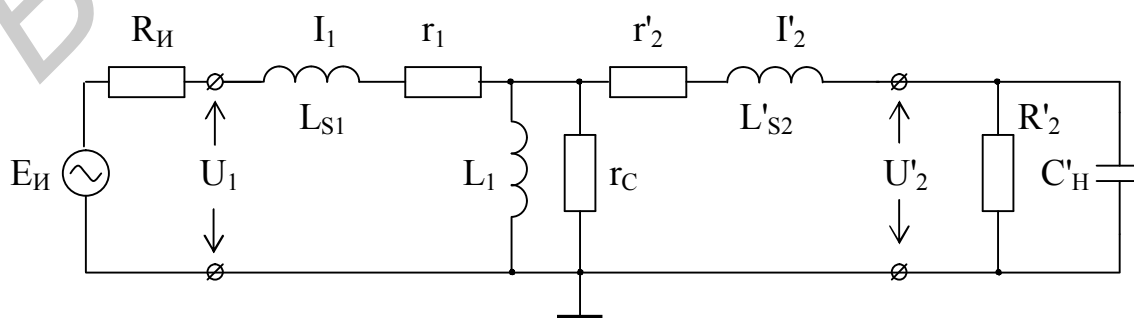 R_И I_1 r_1 r'_2 I'_2
L_S1 L'_S2
E_И U_1 L_1 r_C U'_2 R'_2 C'_Н